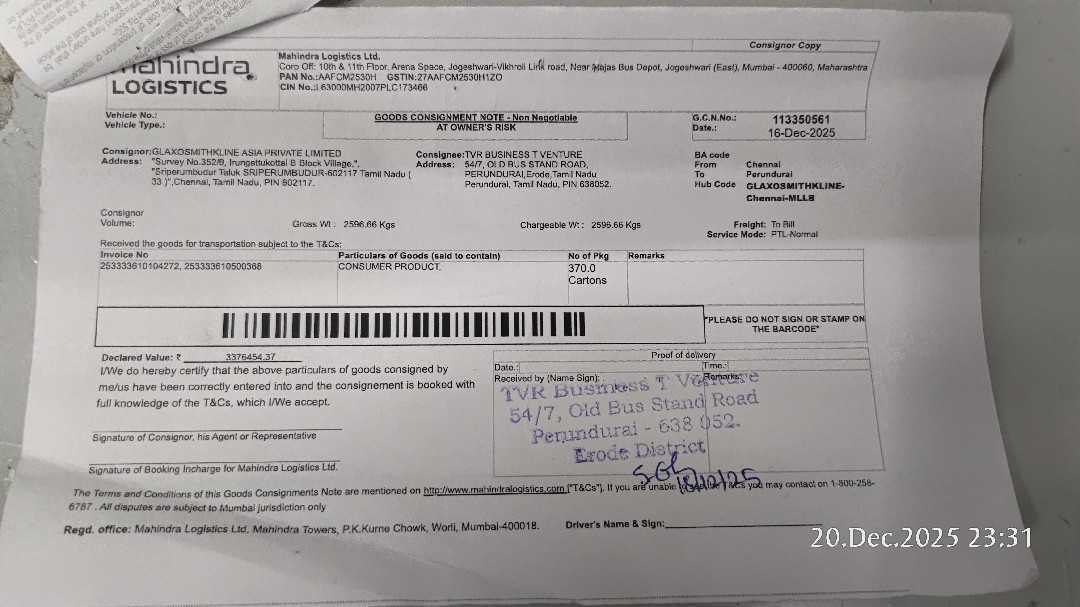 Consignor Copy
mahindra
LOGISTICS
Mahindra Logistics Ltd.
Corp Off: 10th & 11th Floor, Arena Space, Jogeshwari-Vikhroli Link road, Near Majas Bus Depot, Jogeshwari (East), Mumbai - 400060, Maharashtra
PAN No.:AAFCM2530H GSTIN:27AAFCM2530H1ZO
CIN No.:L63000MH2007PLC173466
Vehicle No.:
Vehicle Type.:
GOODS CONSIGNMENT NOTE - Non Negotiable
AT OWNER'S RISK
G.C.N.No.: 113350561
Date.: 16-Dec-2025
Consignor:GLAXOSMITHKLINE ASIA PRIVATE LIMITED
Address: "Survey No.352/9, Irungattukottai B Block Village,",
"Sriperumbudur Taluk SRIPERUMBUDUR-602117 Tamil Nadu (
33 )",Chennai, Tamil Nadu, PIN 602117.
Consignee:TVR BUSINESS T VENTURE
Address: 54/7, OLD BUS STAND ROAD,
PERUNDURAI,Erode,Tamil Nadu
Perundurai, Tamil Nadu, PIN 638052.
BA code
From Chennai
To Perundurai
Hub Code GLAXOSMITHKLINE-
Chennai-MLLB
Consignor
Volume:
Gross Wt : 2596.66 Kgs
Chargeable Wt : 2596.66 Kgs
Freight: To Bill
Service Mode: PTL-Normal
Received the goods for transportation subject to the T&Cs:
Invoice No Particulars of Goods (said to contain) No of Pkg Remarks
253333610104272, 253333610500368 CONSUMER PRODUCT, 370.0
Cartons
"PLEASE DO NOT SIGN OR STAMP ON
THE BARCODE"
Declared Value: ₹ 3376454.37
I/We do hereby certify that the above particulars of goods consigned by
me/us have been correctly entered into and the consignement is booked with
full knowledge of the T&Cs, which I/We accept.
Signature of Consignor, his Agent or Representative
Signature of Booking Incharge for Mahindra Logistics Ltd.
Proof of delivery
Date.: Time.:
Received by (Name Sign): Remarks:
TVR Business T Venture
54/7, Old Bus Stand Road
Perundurai - 638 052.
Erode District
18/12/25
The Terms and Conditions of this Goods Consignments Note are mentioned on http://www.mahindralogistics.com ["T&Cs"]. If you are unable T&Cs you may contact on 1-800-258-
6787 . All disputes are subject to Mumbai jurisdiction only
Regd. office: Mahindra Logistics Ltd, Mahindra Towers, P.K.Kurne Chowk, Worli, Mumbai-400018.
Driver's Name & Sign:
20.Dec.2025 23:31